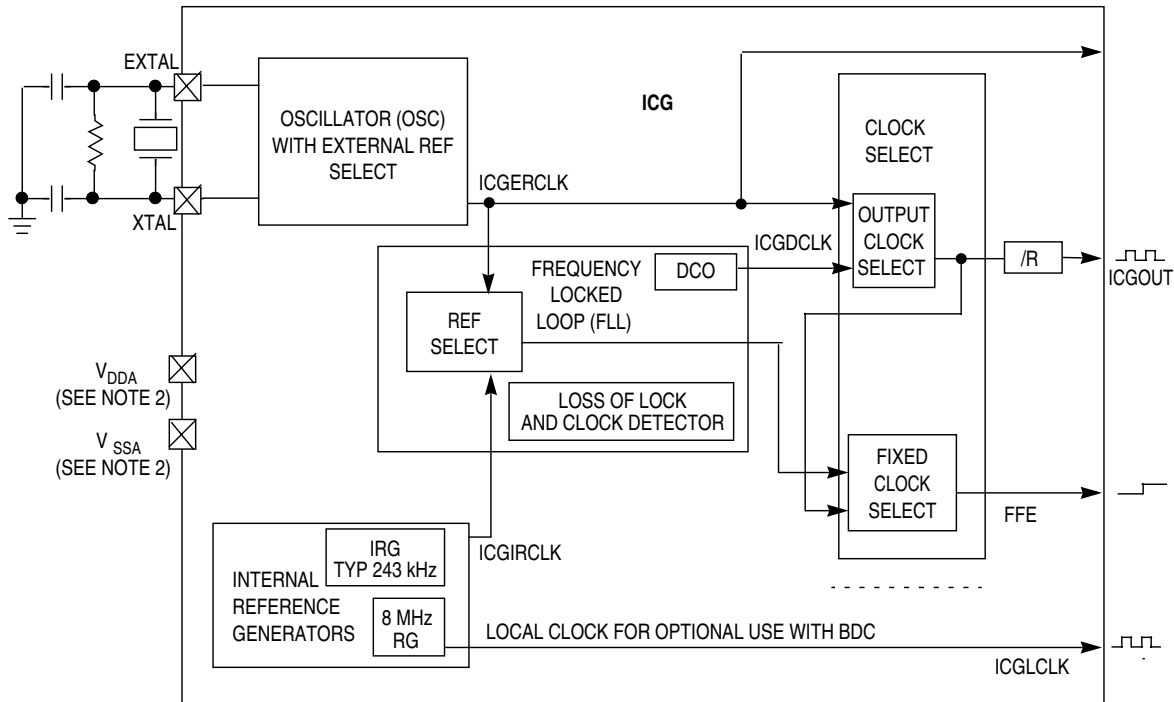 EXTAL
XTAL
OSCILLATOR (OSC)
WITH EXTERNAL REF
SELECT
ICG
CLOCK
SELECT
ICGERCLK
OUTPUT
CLOCK
SELECT
/R
ICGOUT
ICGDCLK
FREQUENCY
LOCKED
LOOP (FLL)
DCO
REF
SELECT
LOSS OF LOCK
AND CLOCK DETECTOR
VDDA
(SEE NOTE 2)
VSSA
(SEE NOTE 2)
FIXED
CLOCK
SELECT
FFE
ICGIRCLK
IRG
TYP 243 kHz
INTERNAL
REFERENCE
GENERATORS
8 MHz
RG
LOCAL CLOCK FOR OPTIONAL USE WITH BDC
ICGLCLK